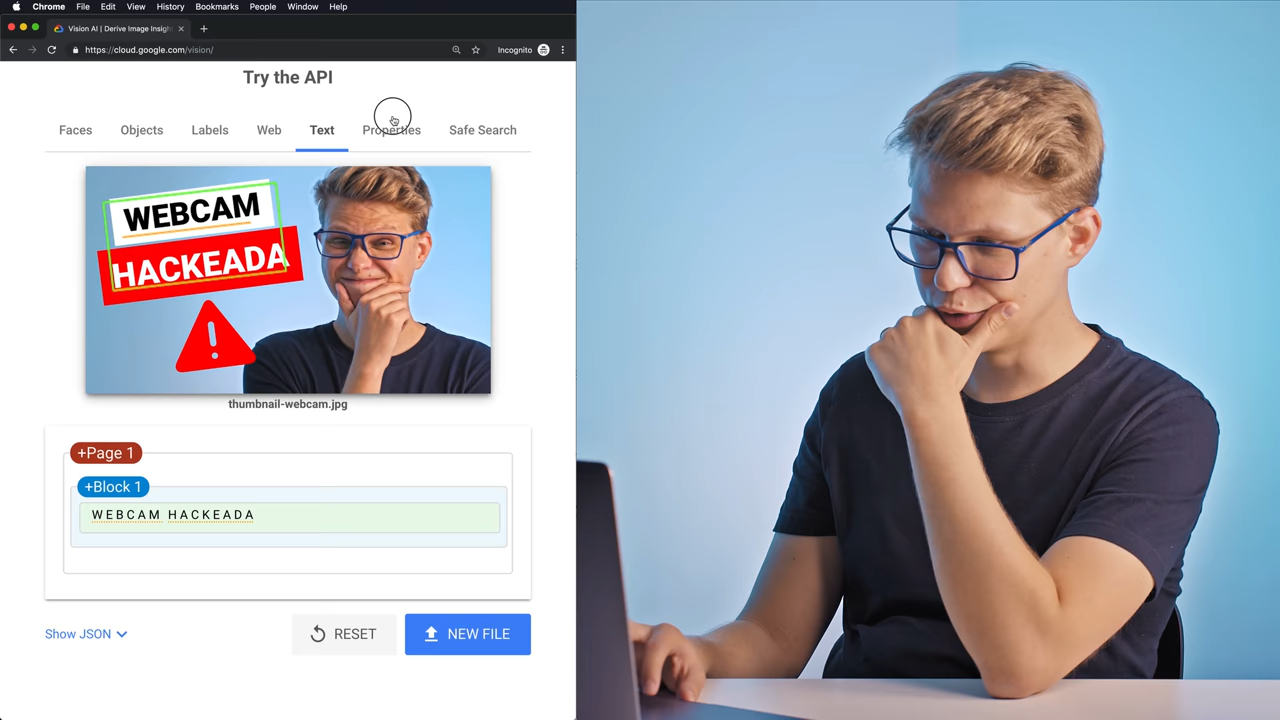 Chrome File Edit View History Bookmarks People Window Help
Vision AI | Derive Image Insigh
https://cloud.google.com/vision/
Incognito
Try the API
Faces Objects Labels Web Text Properties Safe Search
WEBCAM
HACKEADA
!
thumbnail-webcam.jpg
+Page 1
+Block 1
WEBCAM HACKEADA
Show JSON
RESET
NEW FILE